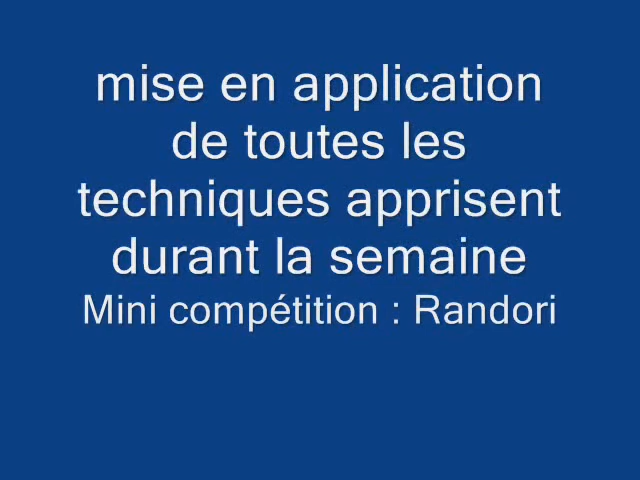 mise en application
de toutes les
techniques apprisent
durant la semaine
Mini compétition : Randori